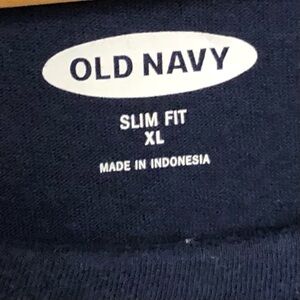 OLD NAVY
SLIM FIT
XL
MADE IN INDONESIA